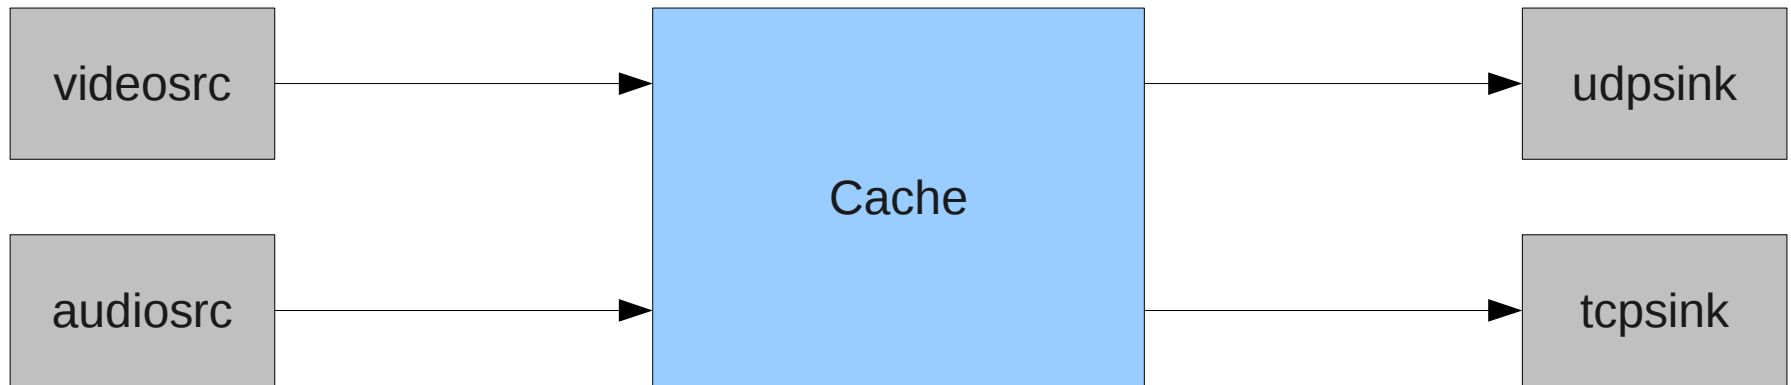 videosrc
udpsink
Cache
audiosrc
tcpsink